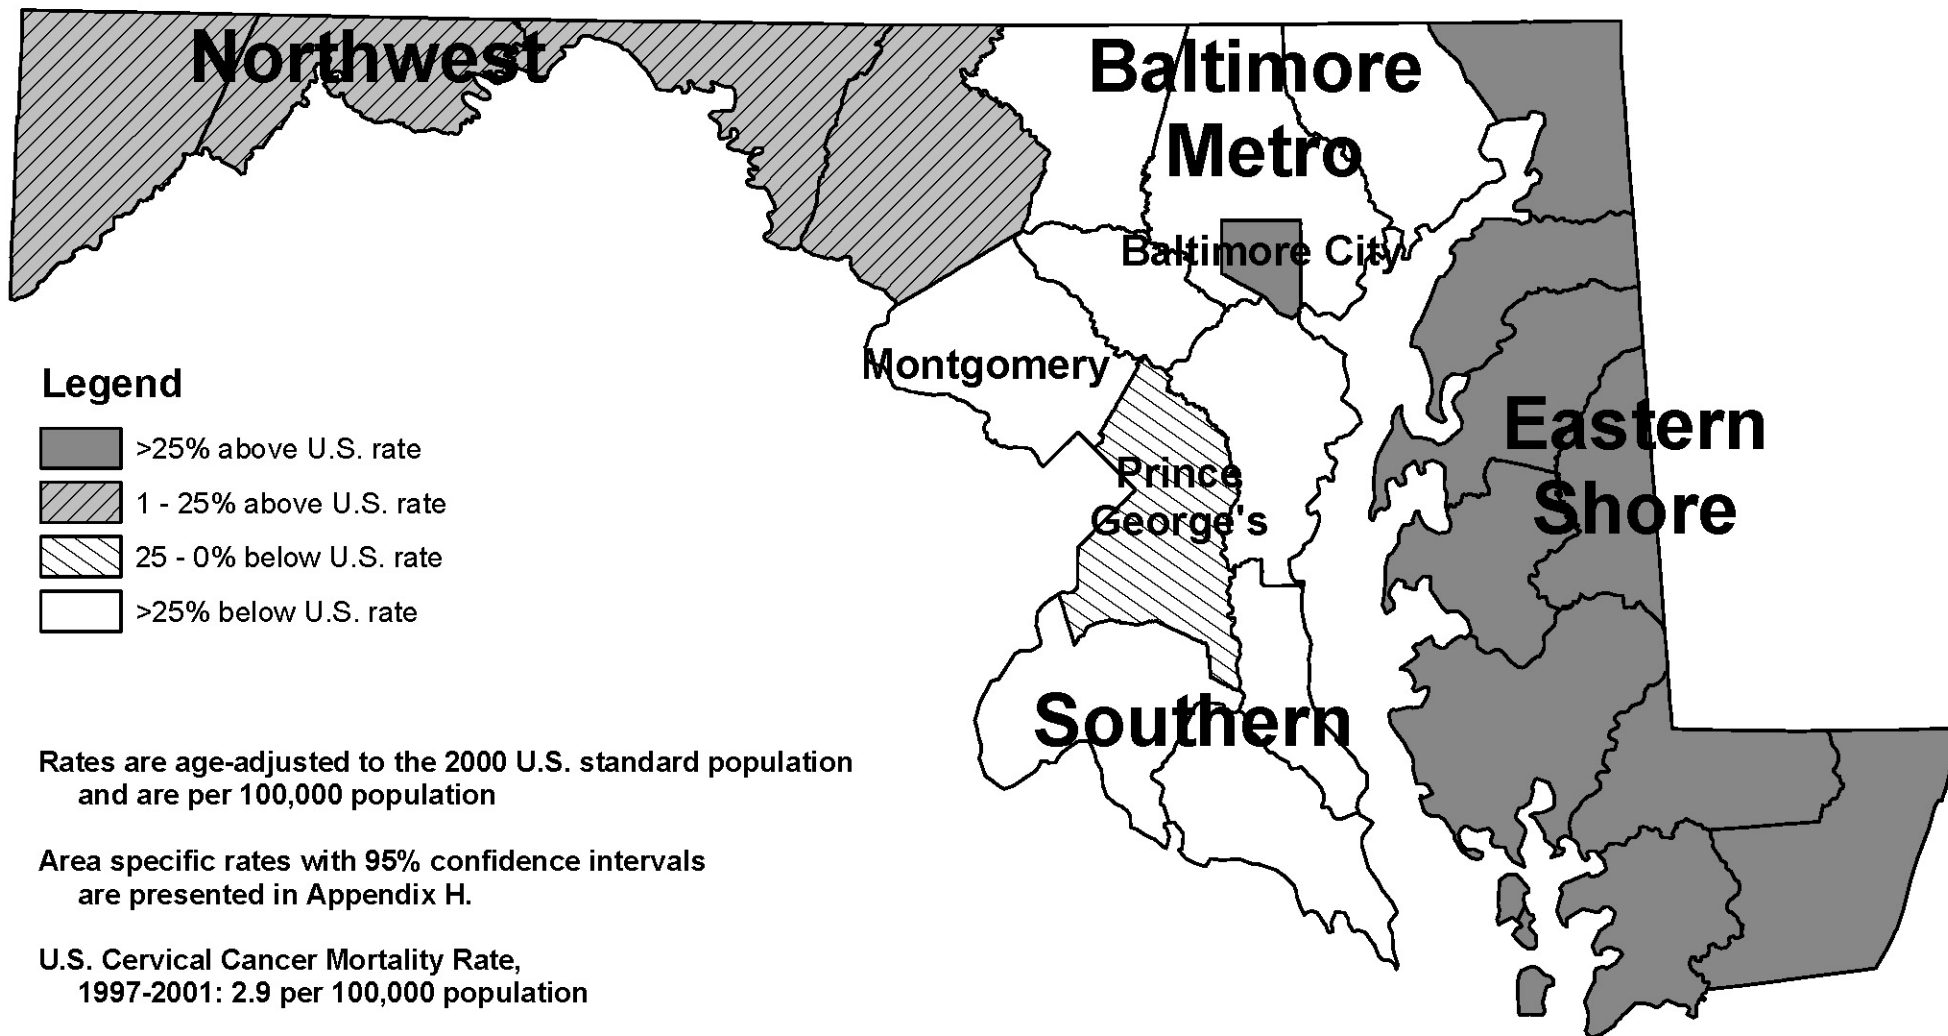 Northwest
Baltimore
Metro
Baltimore City
Montgomery
Prince
George's
Eastern
Shore
Southern
Legend
>25% above U.S. rate
1 - 25% above U.S. rate
25 - 0% below U.S. rate
>25% below U.S. rate
Rates are age-adjusted to the 2000 U.S. standard population
and are per 100,000 population
Area specific rates with 95% confidence intervals
are presented in Appendix H.
U.S. Cervical Cancer Mortality Rate,
1997-2001: 2.9 per 100,000 population